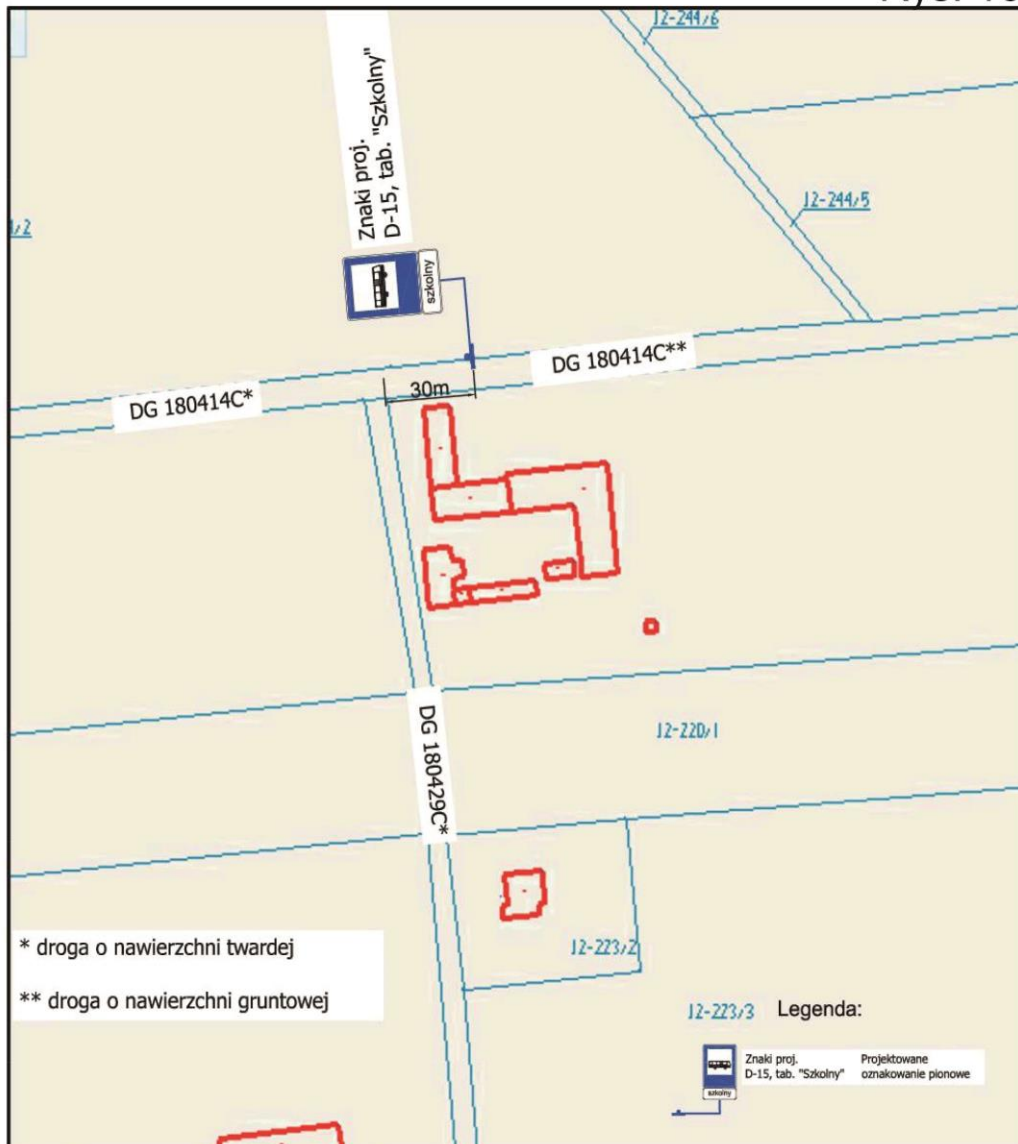 12-244/6
Znaki proj.
D-15, tab. "Szkolny"
12-244/5
szkolny
DG 180414C**
30m
DG 180414C*
12-220/1
DG 180429C*
* droga o nawierzchni twardej
12-223/2
** droga o nawierzchni gruntowej
12-223/3 Legenda:
Znaki proj.
D-15, tab. "Szkolny"
Projektowane
oznakowanie pionowe
szkolny